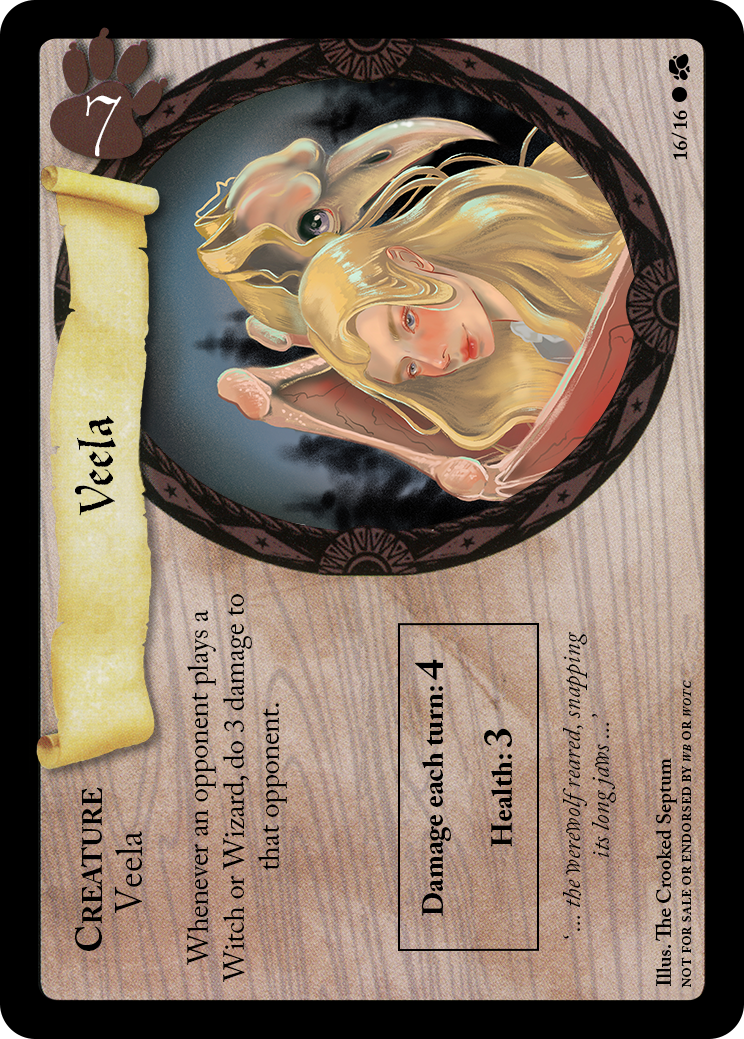 7
Veela
CREATURE
Veela
Whenever an opponent plays a
Witch or Wizard, do 3 damage to
that opponent.
Damage each turn: 4
Health: 3
‘... the werewolf reared, snapping
its long jaws ...’
Illus. The Crooked Septum
NOT FOR SALE OR ENDORSED BY WB OR WOTC
16/16